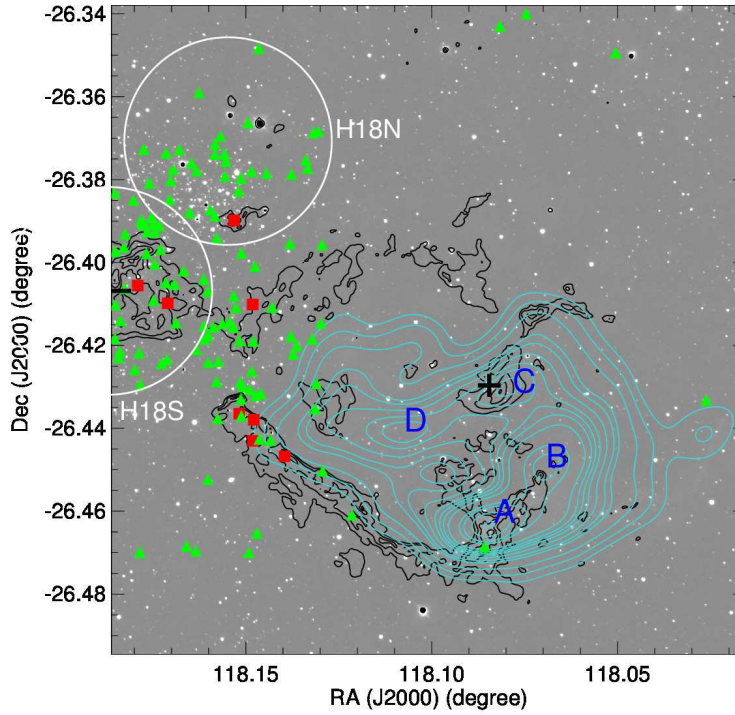 -26.34
-26.36
-26.38
-26.40
-26.42
-26.44
-26.46
-26.48
Dec (J2000) (degree)
H18N
H18S
C
D
B
A
118.15
118.10
118.05
RA (J2000) (degree)